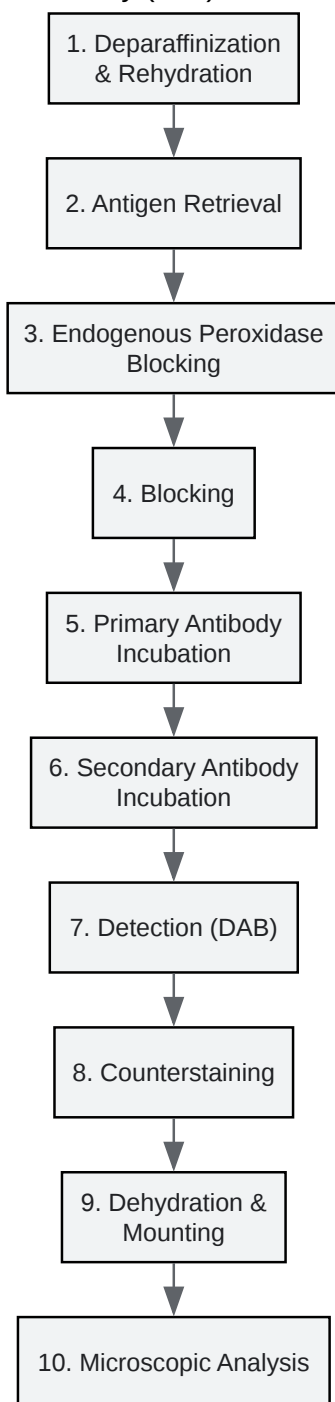 1. Deparaffinization
& Rehydration
2. Antigen Retrieval
3. Endogenous Peroxidase
Blocking
4. Blocking
5. Primary Antibody
Incubation
6. Secondary Antibody
Incubation
7. Detection (DAB)
8. Counterstaining
9. Dehydration &
Mounting
10. Microscopic Analysis